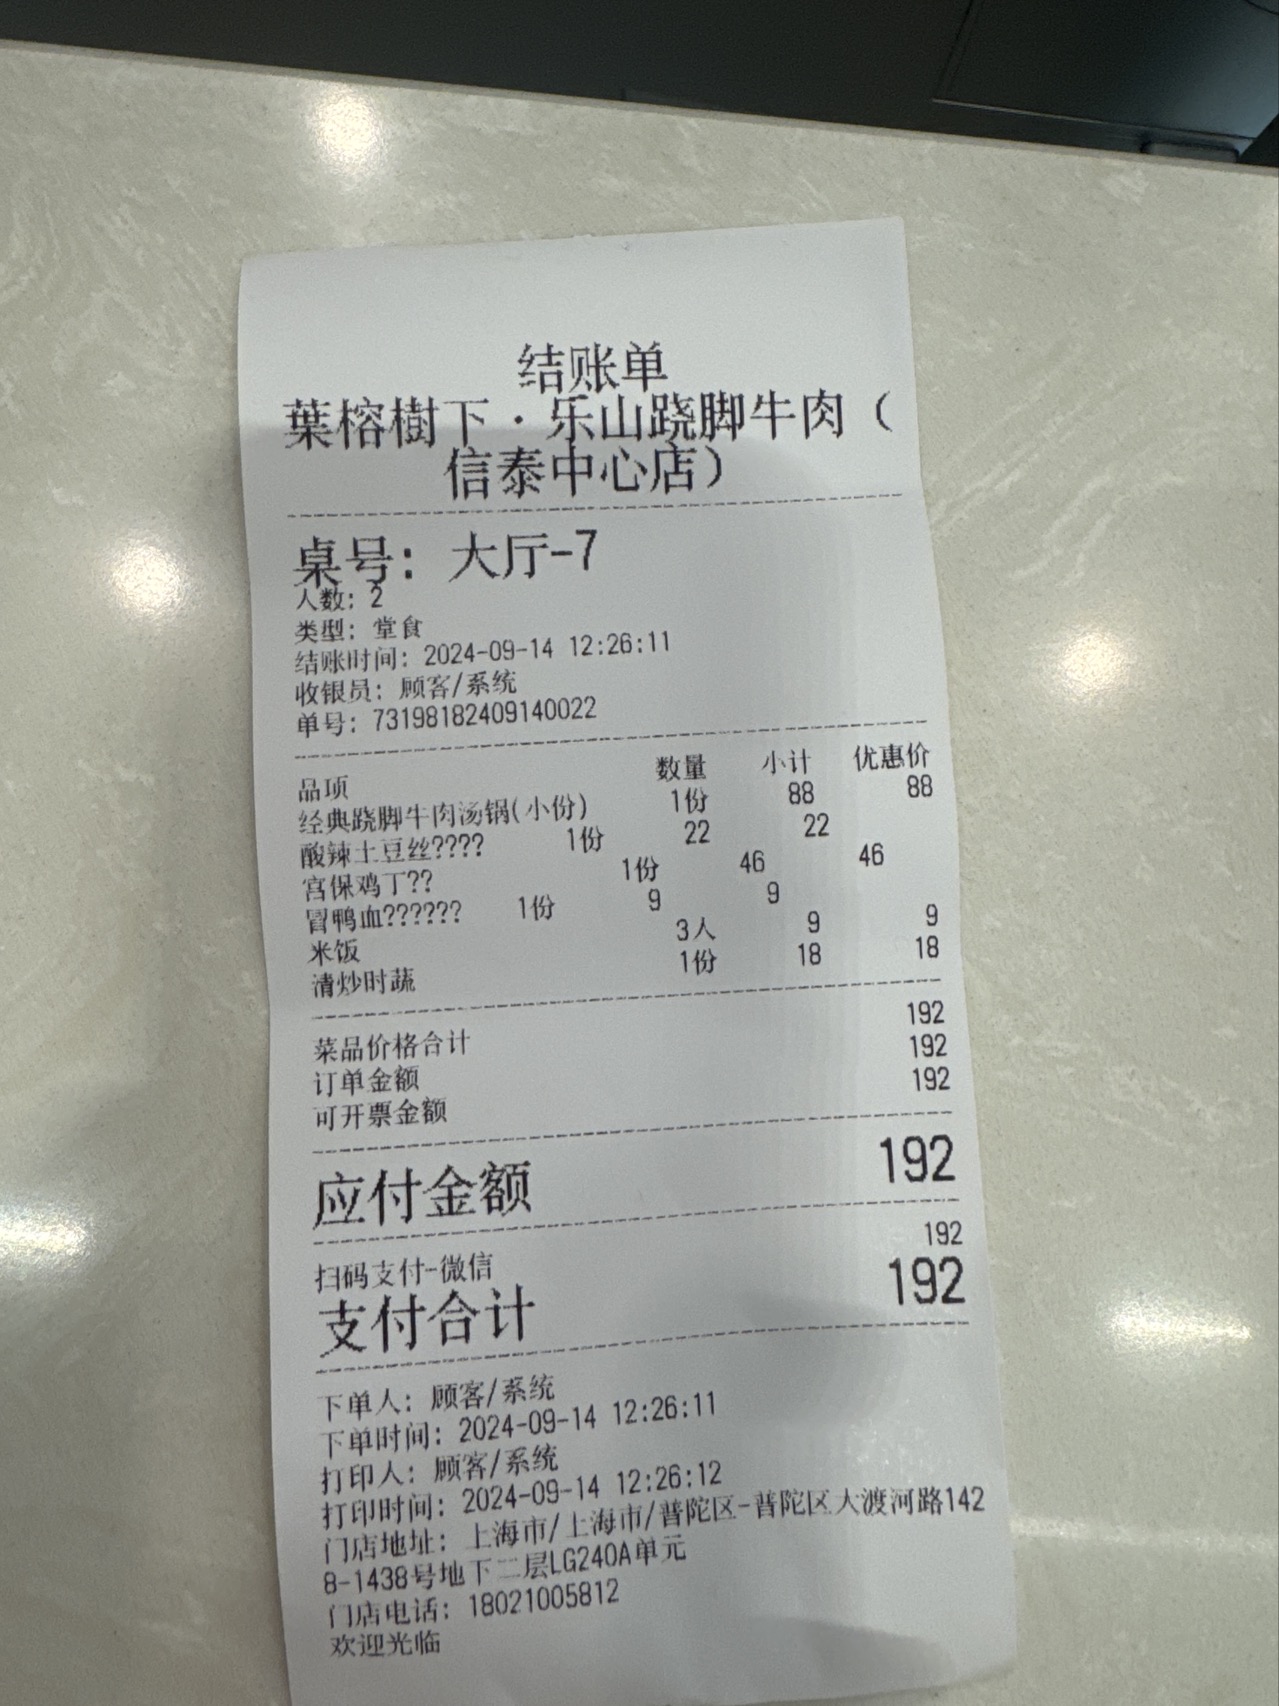 结账单
葉榕樹下·乐山跷脚牛肉（
信泰中心店）
桌号：大厅-7
人数：2
类型：堂食
结账时间：2024-09-14 12:26:11
收银员：顾客/系统
单号：73198182409140022
品项 数量 小计 优惠价
经典跷脚牛肉汤锅(小份) 1份 88 88
酸辣土豆丝???? 1份 22 22
宫保鸡丁?? 1份 46 46
冒鸭血?????? 1份 9 9
米饭 3人 9 9
清炒时蔬 1份 18 18
菜品价格合计 192
订单金额 192
可开票金额 192
应付金额 192
扫码支付-微信 192
支付合计 192
下单人：顾客/系统
下单时间：2024-09-14 12:26:11
打印人：顾客/系统
打印时间：2024-09-14 12:26:12
门店地址：上海市/上海市/普陀区-普陀区大渡河路142
8-1438号地下二层LG240A单元
门店电话：18021005812
欢迎光临